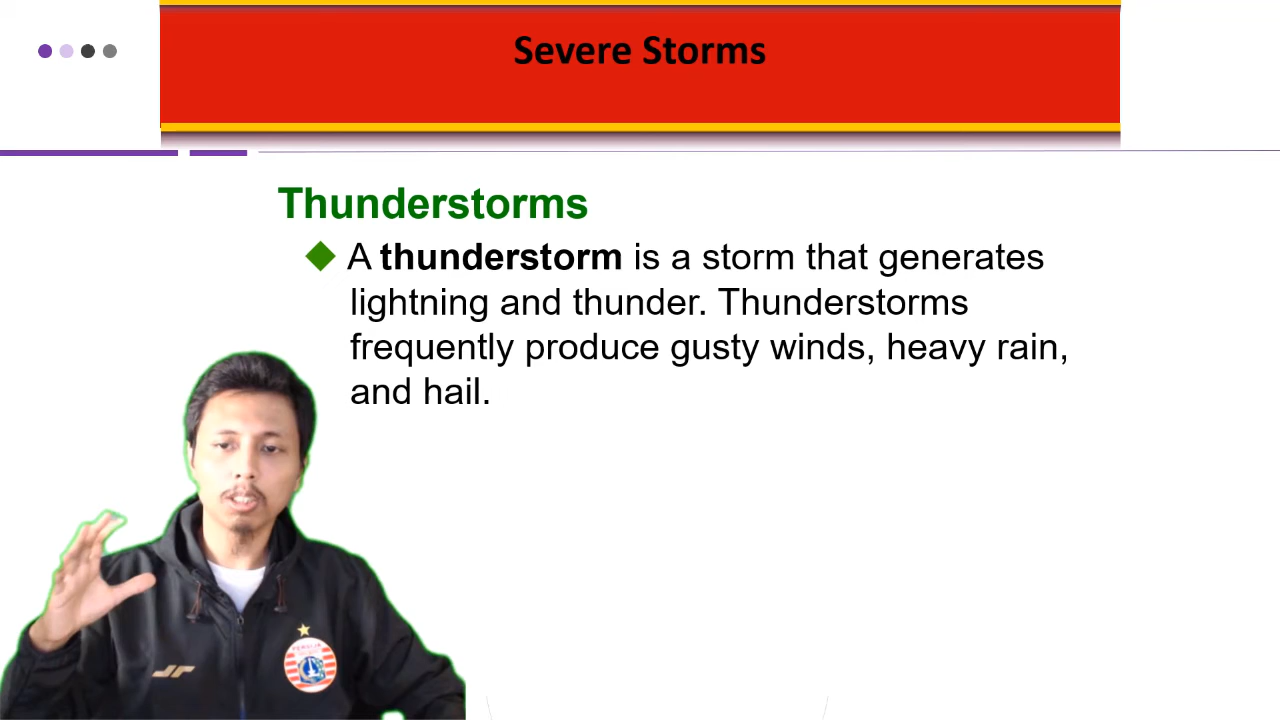 Severe Storms
Thunderstorms
A thunderstorm is a storm that generates
lightning and thunder. Thunderstorms
frequently produce gusty winds, heavy rain,
and hail.
PERSIJA